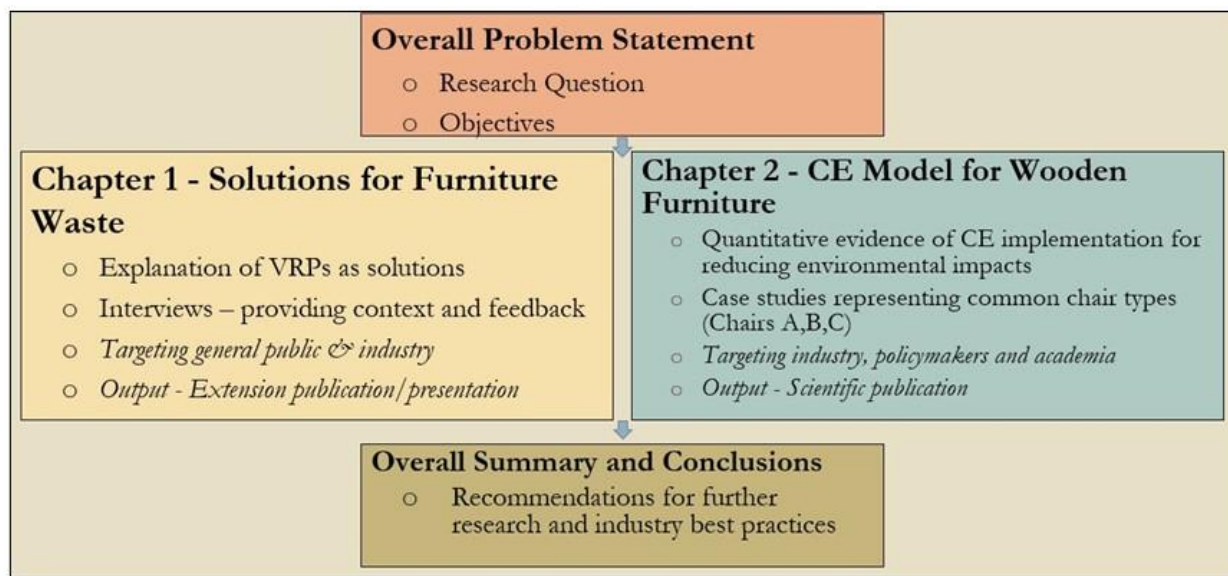 Overall Problem Statement
o Research Question
o Objectives
Chapter 1 - Solutions for Furniture
Waste
o Explanation of VRPs as solutions
o Interviews – providing context and feedback
o Targeting general public & industry
o Output - Extension publication/presentation
Chapter 2 - CE Model for Wooden
Furniture
o Quantitative evidence of CE implementation for
reducing environmental impacts
o Case studies representing common chair types
(Chairs A,B,C)
o Targeting industry, policymakers and academia
o Output - Scientific publication
Overall Summary and Conclusions
o Recommendations for further
research and industry best practices